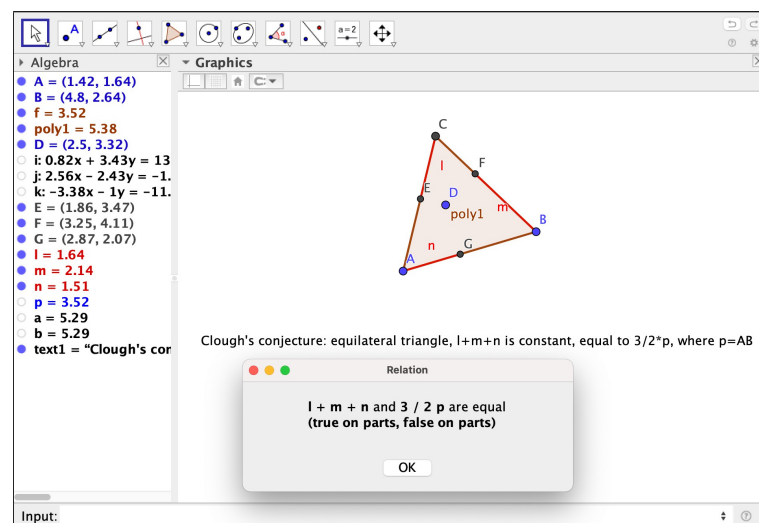 A
α
a=2
Algebra
Graphics
A = (1.42, 1.64)
B = (4.8, 2.64)
f = 3.52
poly1 = 5.38
D = (2.5, 3.32)
i: 0.82x + 3.43y = 13
j: 2.56x - 2.43y = -1.
k: -3.38x - 1y = -11.
E = (1.86, 3.47)
F = (3.25, 4.11)
G = (2.87, 2.07)
l = 1.64
m = 2.14
n = 1.51
p = 3.52
a = 5.29
b = 5.29
text1 = “Clough's con
C
l
F
E
D
m
poly1
B
n
G
A
Clough's conjecture: equilateral triangle, l+m+n is constant, equal to 3/2*p, where p=AB
Relation
l + m + n and 3 / 2 p are equal
(true on parts, false on parts)
OK
Input: